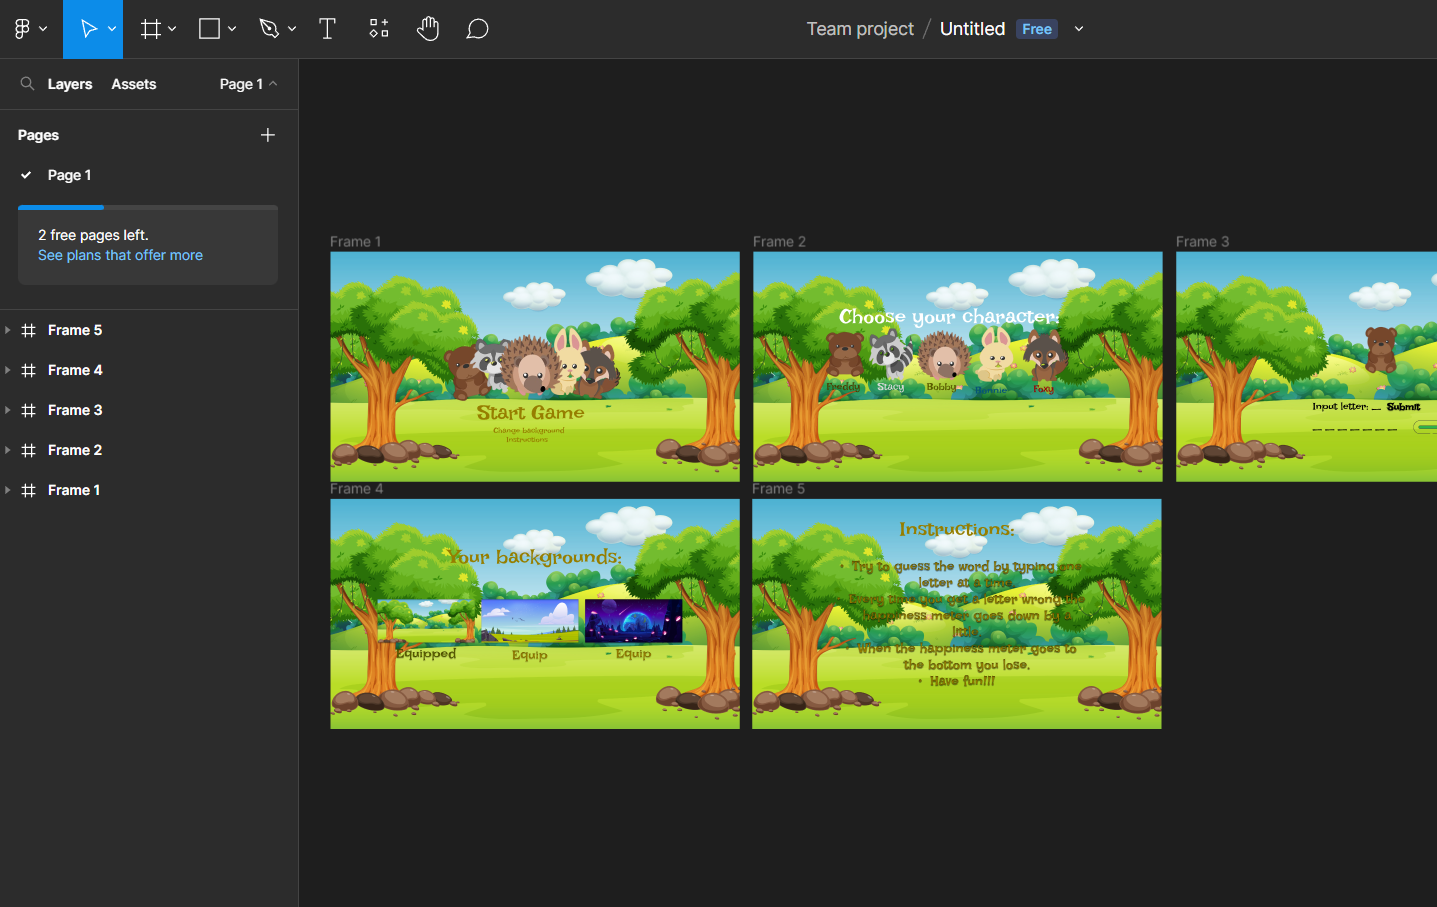 Team project / Untitled Free
Layers Assets Page 1
Pages
Page 1
2 free pages left.
See plans that offer more
Frame 5
Frame 4
Frame 3
Frame 2
Frame 1
Frame 1
Start Game
Change background
Instructions
Frame 2
Choose your character:
Freddy Stacy Bobby Bonnie Foxy
Frame 3
Input letter: __ Submit
Frame 4
Your backgrounds:
Equipped Equip Equip
Frame 5
Instructions:
• Try to guess the word by typing one
letter at a time.
Every time you get a letter wrong the
happiness meter goes down by a
little.
when the happiness meter goes to
the bottom you lose.
• Have fun!!!